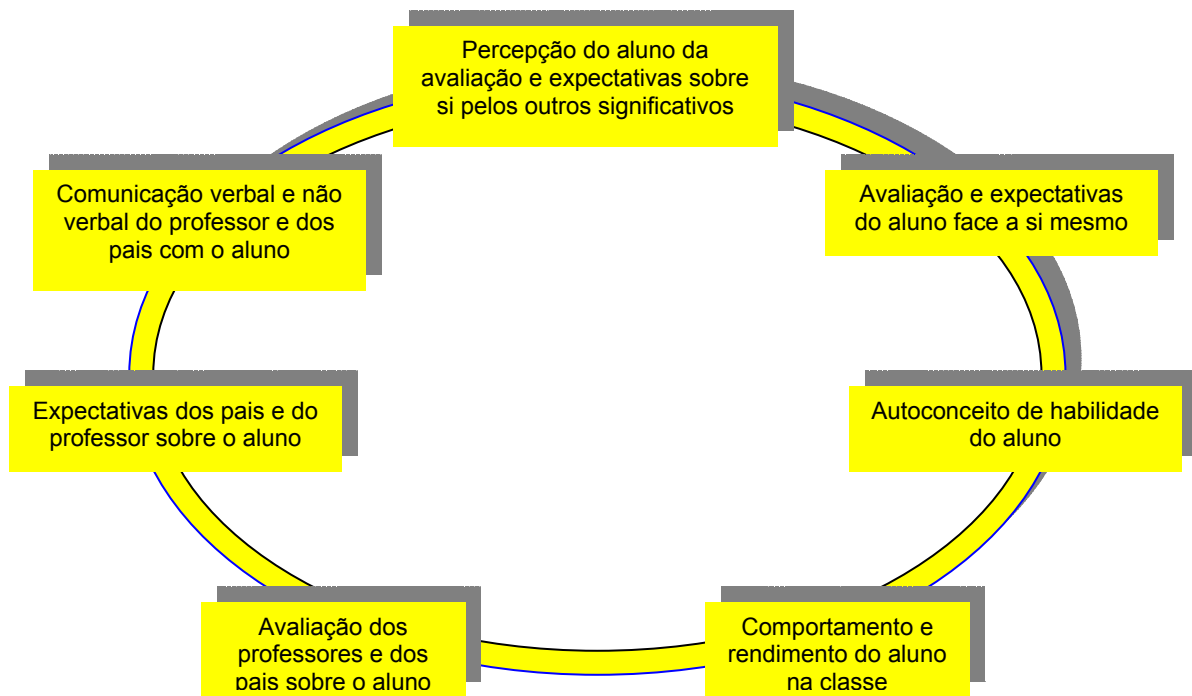 Percepção do aluno da
avaliação e expectativas sobre
si pelos outros significativos
Comunicação verbal e não
verbal do professor e dos
pais com o aluno
Avaliação e expectativas
do aluno face a si mesmo
Expectativas dos pais e do
professor sobre o aluno
Autoconceito de habilidade
do aluno
Avaliação dos
professores e dos
pais sobre o aluno
Comportamento e
rendimento do aluno
na classe